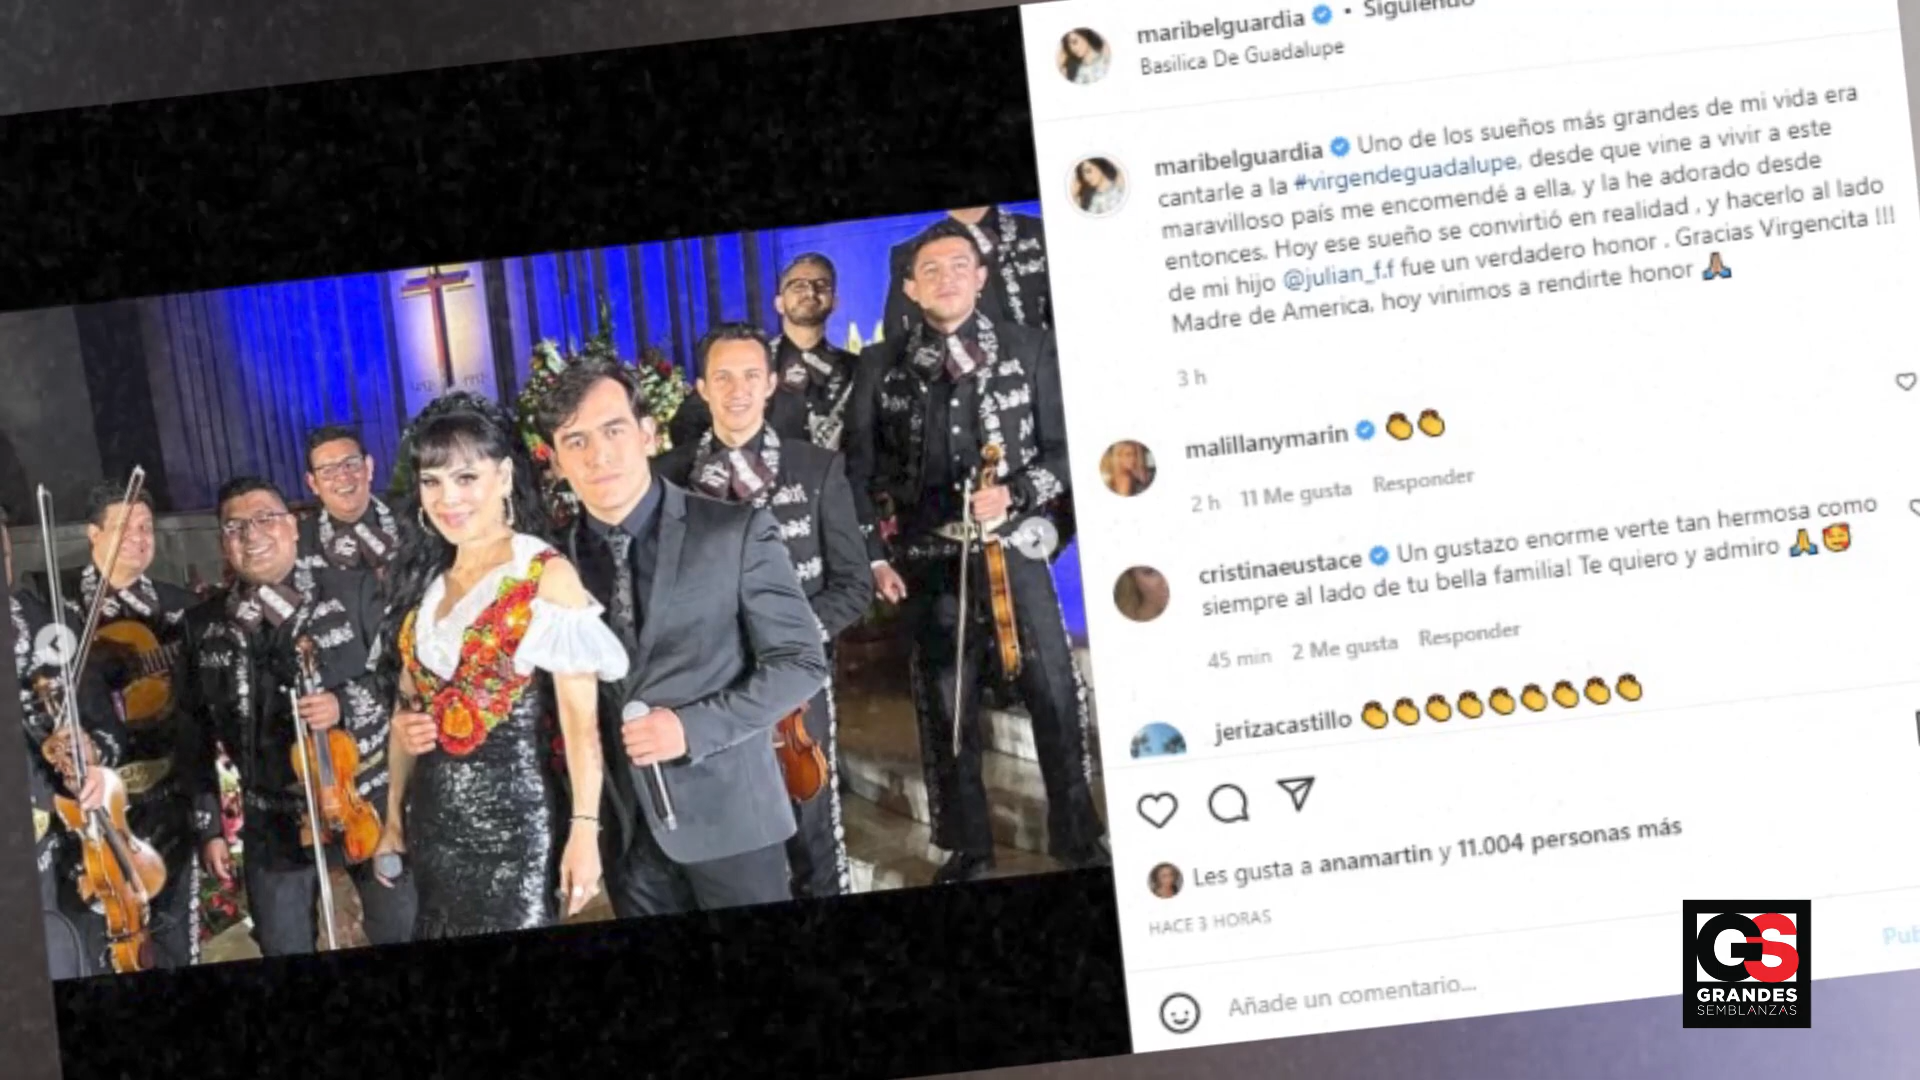 maribelguardia • Siguiendo
Basílica De Guadalupe
maribelguardia Uno de los sueños más grandes de mi vida era
cantarle a la #virgendeguadalupe, desde que vine a vivir a este
maravilloso país me encomendé a ella, y la he adorado desde
entonces. Hoy ese sueño se convirtió en realidad , y hacerlo al lado
de mi hijo @julian_f.f fue un verdadero honor . Gracias Virgencita !!!
Madre de America, hoy vinimos a rendirte honor 🙏🏽
3 h
malillanymarin 👏👏
2 h 11 Me gusta Responder
cristinaeustace Un gustazo enorme verte tan hermosa como
siempre al lado de tu bella familia! Te quiero y admiro 🙏🥰
45 min 2 Me gusta Responder
jerizacastillo 👏👏👏👏👏👏👏👏👏
Les gusta a anamartin y 11.004 personas más
HACE 3 HORAS
Añade un comentario...
Pub
GS
GRANDES
SEMBLANZAS